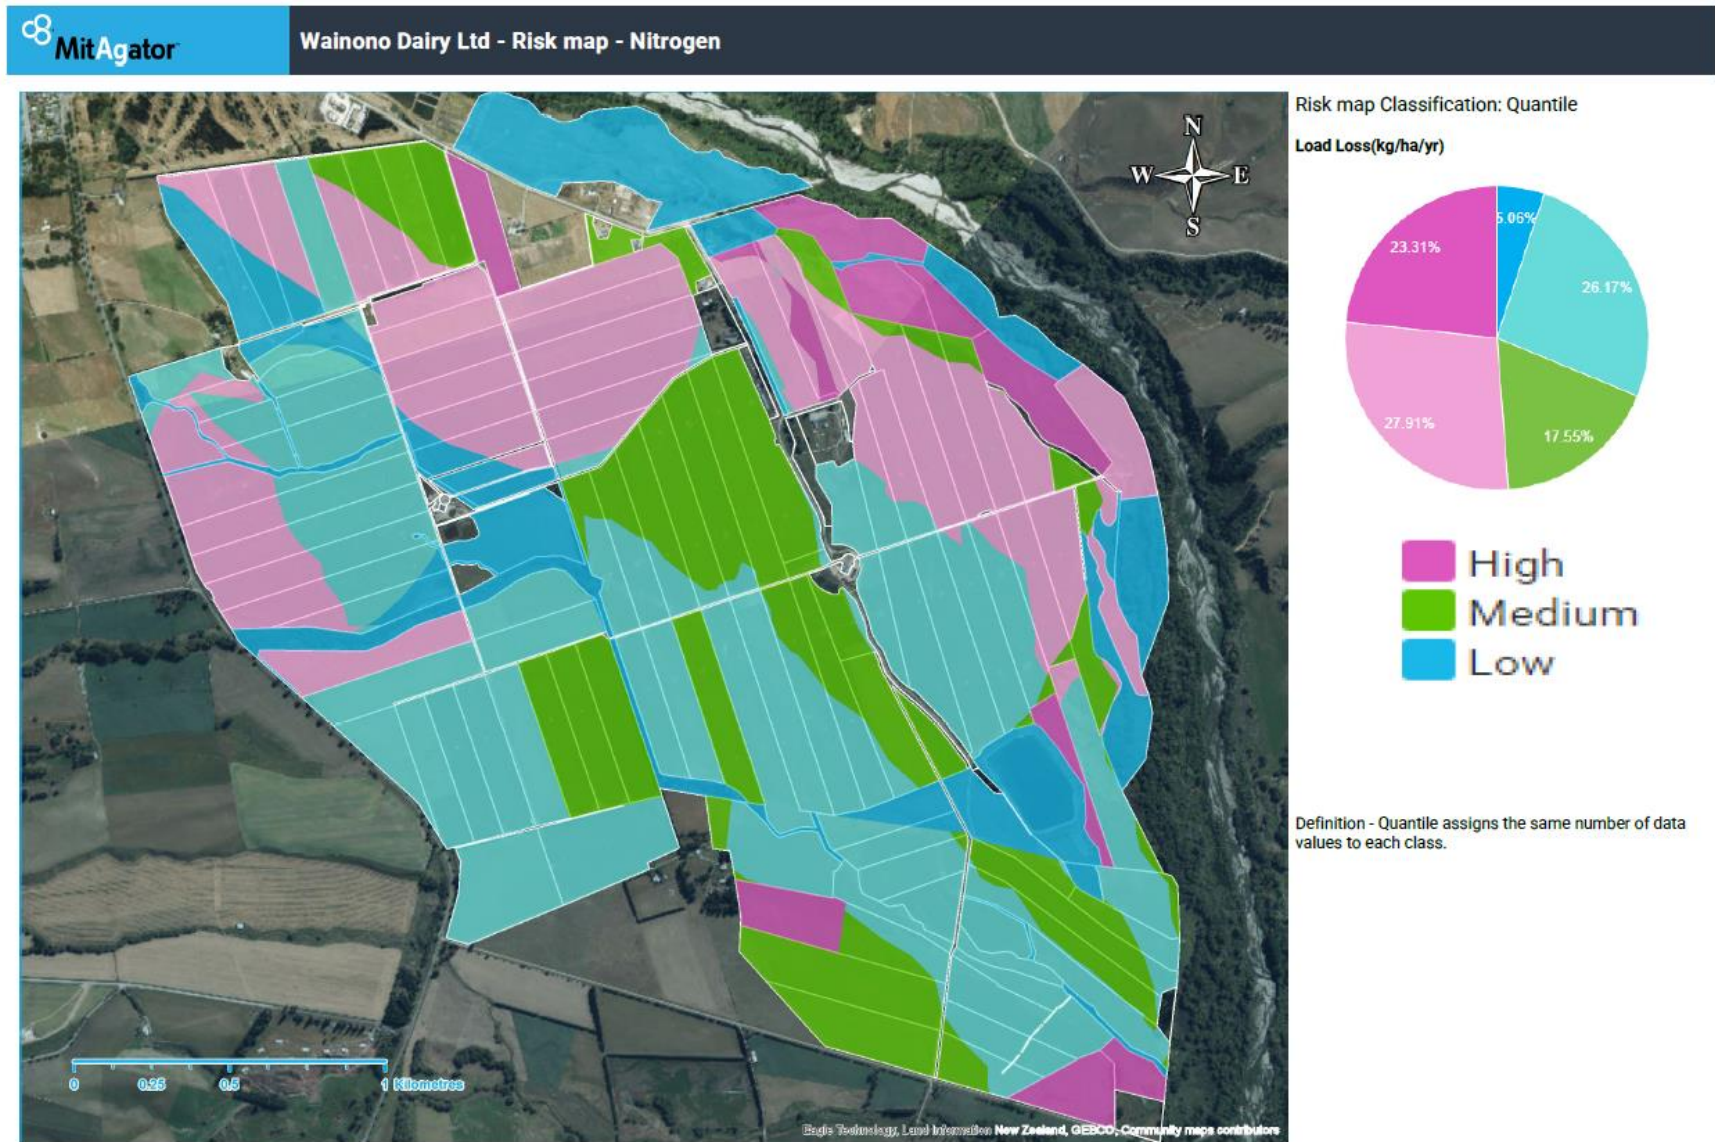 MitAgator
Wainono Dairy Ltd - Risk map - Nitrogen
N
W
E
S
Risk map Classification: Quantile
Load Loss(kg/ha/yr)
5.06%
23.31%
26.17%
27.91%
17.55%
High
Medium
Low
Definition - Quantile assigns the same number of data
values to each class.
0 0.25 0.5 1 Kilometres
Eagle Technology, Land Information New Zealand, GEBCO, Community maps contributors